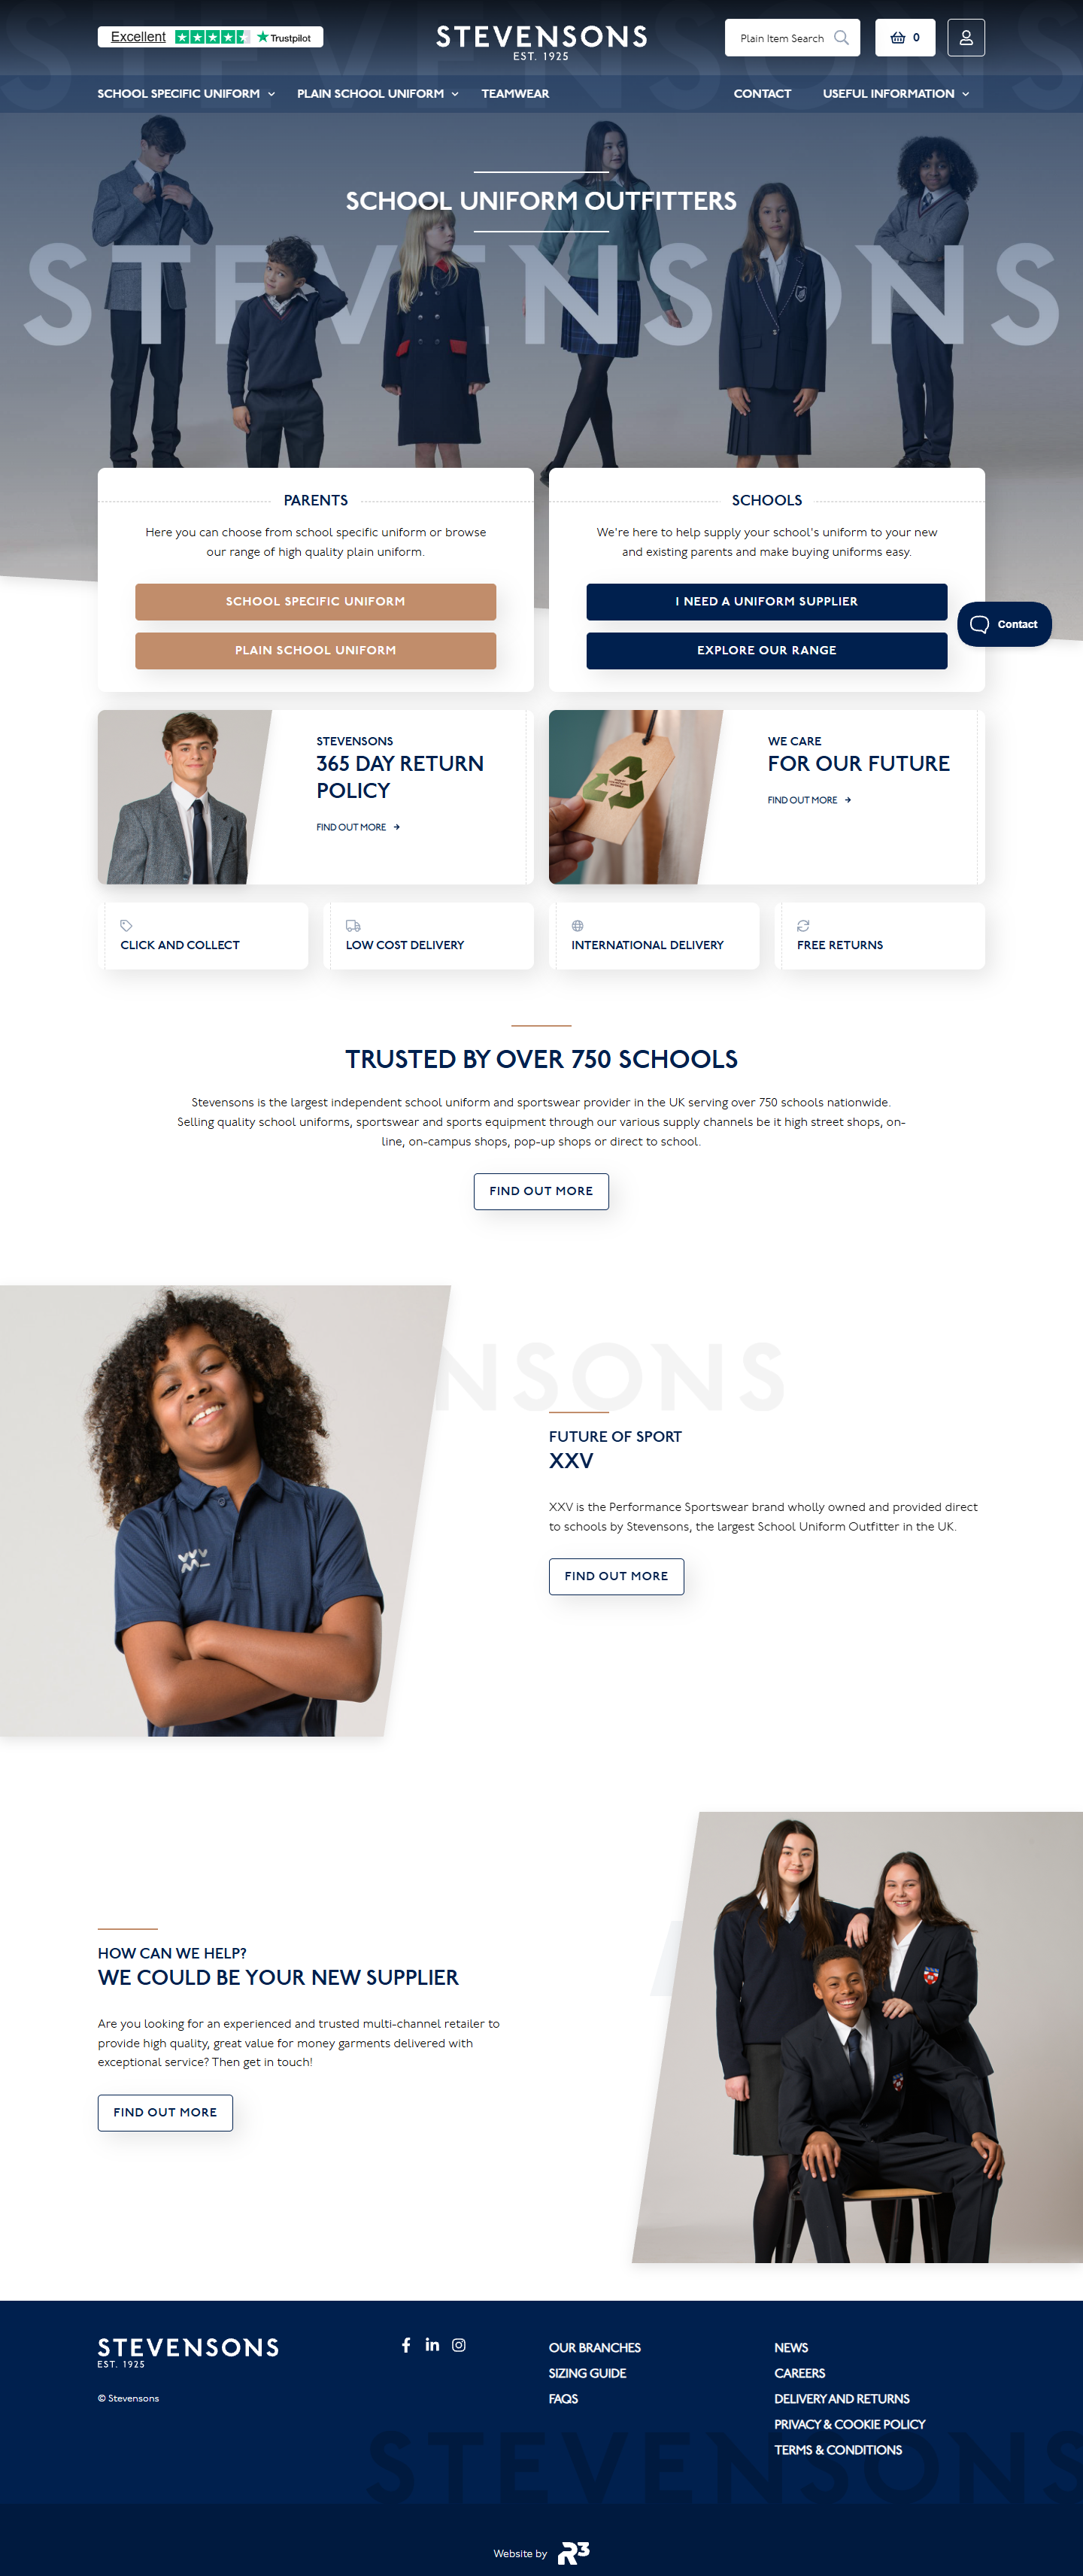 Excellent
Trustpilot
STEVENSONS
EST. 1925
Plain Item Search
0
SCHOOL SPECIFIC UNIFORM
PLAIN SCHOOL UNIFORM
TEAMWEAR
CONTACT
USEFUL INFORMATION
SCHOOL UNIFORM OUTFITTERS
STEVENSONS
PARENTS
Here you can choose from school specific uniform or browse
our range of high quality plain uniform.
SCHOOL SPECIFIC UNIFORM
PLAIN SCHOOL UNIFORM
SCHOOLS
We're here to help supply your school's uniform to your new
and existing parents and make buying uniforms easy.
I NEED A UNIFORM SUPPLIER
EXPLORE OUR RANGE
Contact
STEVENSONS
365 DAY RETURN
POLICY
FIND OUT MORE
WE CARE
FOR OUR FUTURE
FIND OUT MORE
CLICK AND COLLECT
LOW COST DELIVERY
INTERNATIONAL DELIVERY
FREE RETURNS
TRUSTED BY OVER 750 SCHOOLS
Stevensons is the largest independent school uniform and sportswear provider in the UK serving over 750 schools nationwide.
Selling quality school uniforms, sportswear and sports equipment through our various supply channels be it high street shops, on-
line, on-campus shops, pop-up shops or direct to school.
FIND OUT MORE
NSONS
FUTURE OF SPORT
XXV
XXV is the Performance Sportswear brand wholly owned and provided direct
to schools by Stevensons, the largest School Uniform Outfitter in the UK.
FIND OUT MORE
HOW CAN WE HELP?
WE COULD BE YOUR NEW SUPPLIER
Are you looking for an experienced and trusted multi-channel retailer to
provide high quality, great value for money garments delivered with
exceptional service? Then get in touch!
FIND OUT MORE
STEVENSONS
EST. 1925
© Stevensons
OUR BRANCHES
SIZING GUIDE
FAQS
NEWS
CAREERS
DELIVERY AND RETURNS
PRIVACY & COOKIE POLICY
TERMS & CONDITIONS
STEVENSONS
Website by R3